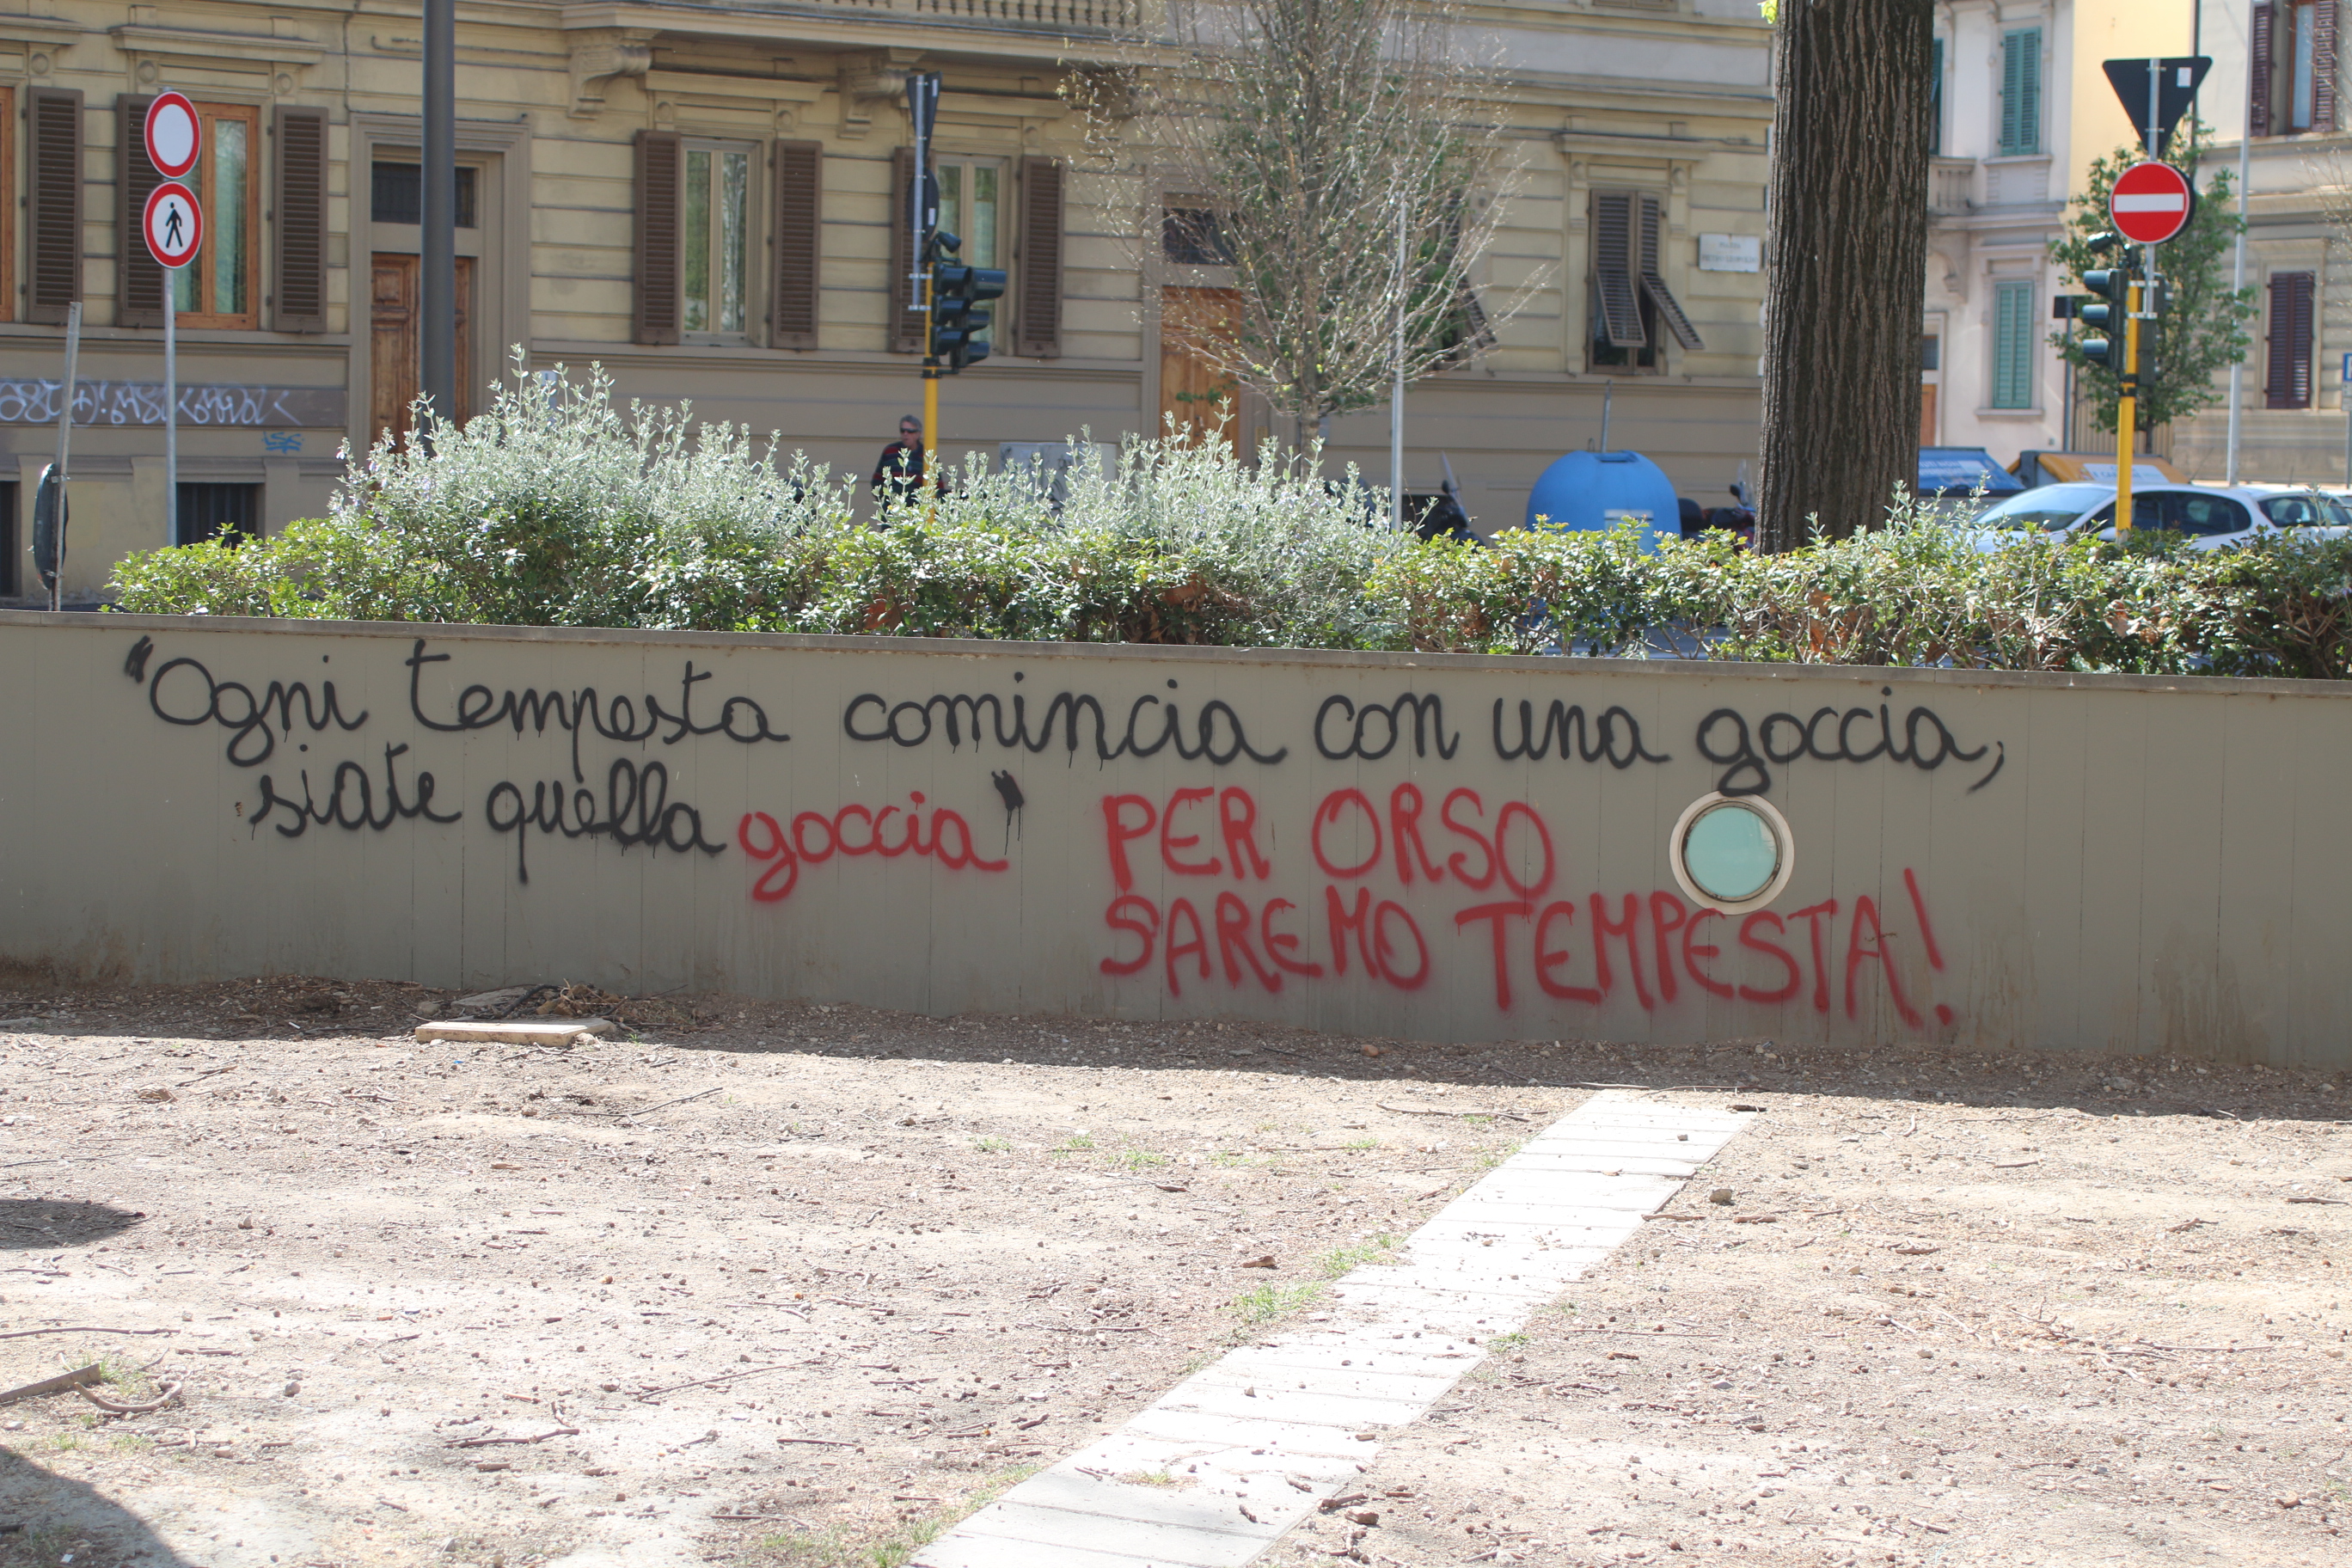 "Ogni tempesta comincia con una goccia,
siate quella goccia"
PER ORSO
SAREMO TEMPESTA!